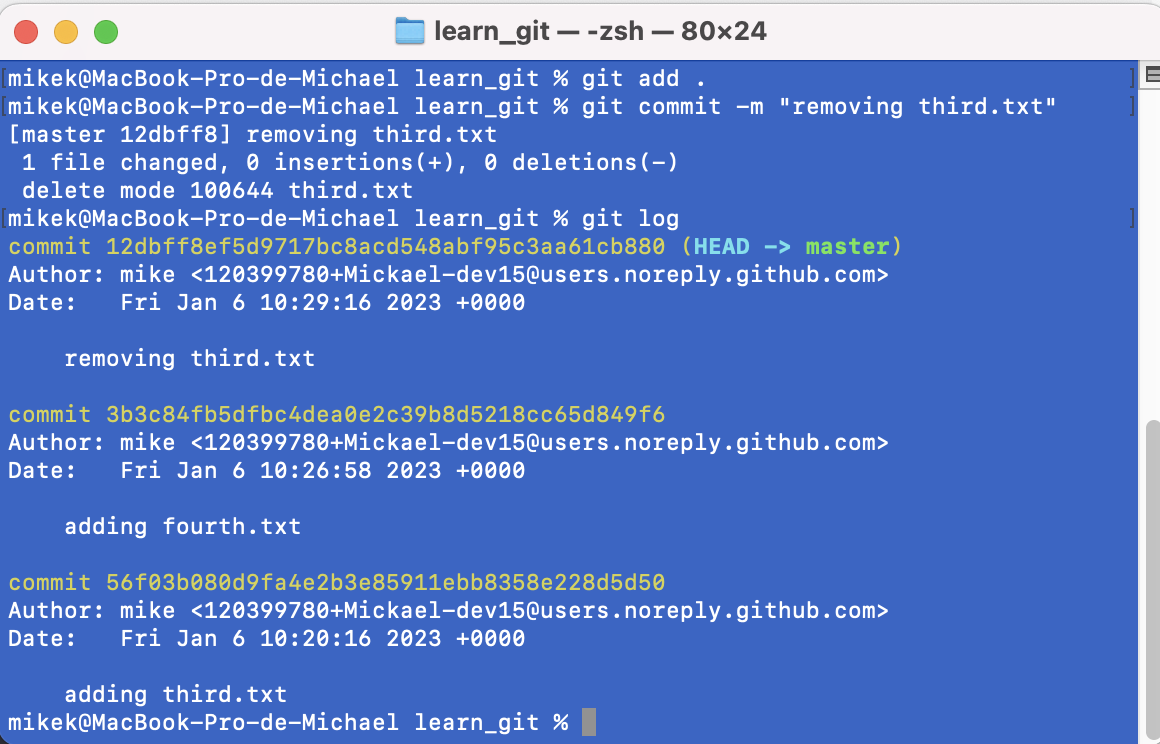 learn_git — -zsh — 80×24
[mikek@MacBook-Pro-de-Michael learn_git % git add . ]
[mikek@MacBook-Pro-de-Michael learn_git % git commit -m "removing third.txt" ]
[master 12dbff8] removing third.txt
 1 file changed, 0 insertions(+), 0 deletions(-)
 delete mode 100644 third.txt
[mikek@MacBook-Pro-de-Michael learn_git % git log ]
commit 12dbff8ef5d9717bc8acd548abf95c3aa61cb880 (HEAD -> master)
Author: mike <120399780+Mickael-dev15@users.noreply.github.com>
Date:   Fri Jan 6 10:29:16 2023 +0000

    removing third.txt

commit 3b3c84fb5dfbc4dea0e2c39b8d5218cc65d849f6
Author: mike <120399780+Mickael-dev15@users.noreply.github.com>
Date:   Fri Jan 6 10:26:58 2023 +0000

    adding fourth.txt

commit 56f03b080d9fa4e2b3e85911ebb8358e228d5d50
Author: mike <120399780+Mickael-dev15@users.noreply.github.com>
Date:   Fri Jan 6 10:20:16 2023 +0000

    adding third.txt
mikek@MacBook-Pro-de-Michael learn_git %